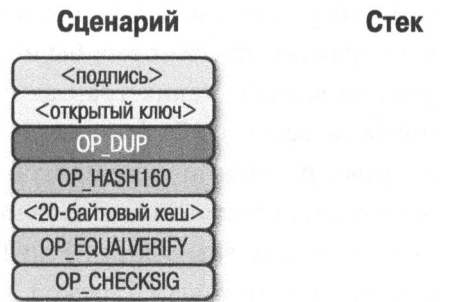 Сценарий Стек
<подпись>
<открытый ключ>
OP_DUP
OP_HASH160
<20-байтовый хеш>
OP_EQUALVERIFY
OP_CHECKSIG